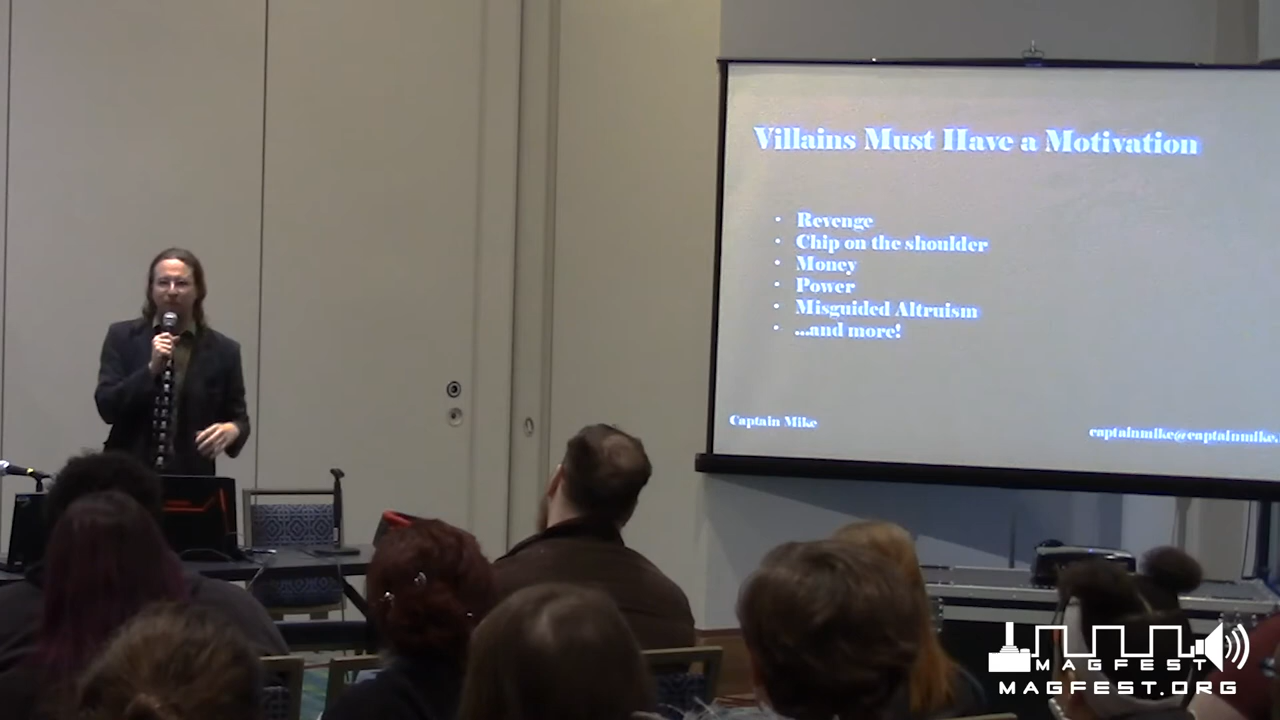 Villains Must Have a Motivation
• Revenge
• Chip on the shoulder
• Money
• Power
• Misguided Altruism
• ...and more!
Captain Mike
captainmike@captainmike.
MAGFEST
MAGFEST.ORG